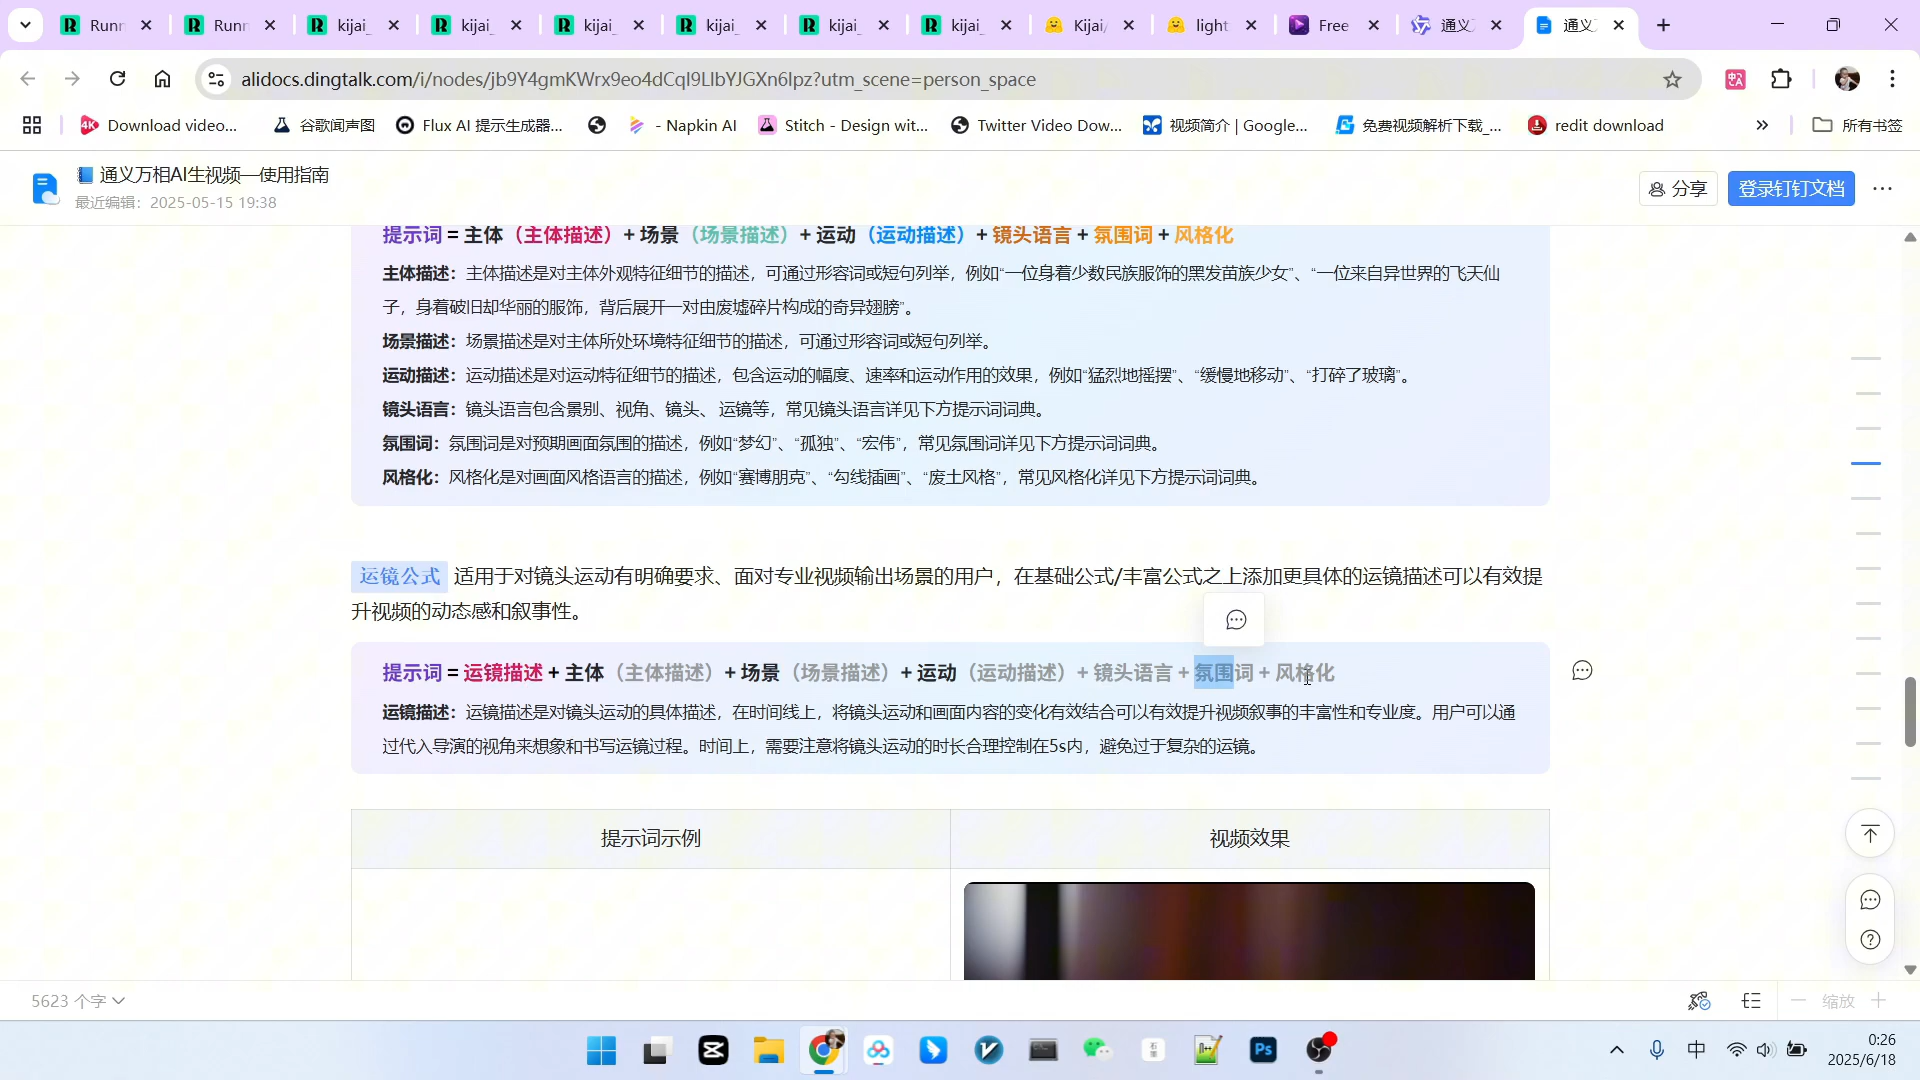 Runn
Runn
kijai_
kijai_
kijai_
kijai_
kijai_
kijai_
Kijai/
light
Free
通义
通义
alidocs.dingtalk.com/i/nodes/jb9Y4gmKWrx9eo4dCql9LlbYJGXn6lpz?utm_scene=person_space
Download video...
谷歌闻声图
Flux AI 提示生成器...
- Napkin AI
Stitch - Design wit...
Twitter Video Dow...
视频简介 | Google...
免费视频解析下载_...
redit download
所有书签
通义万相AI生视频—使用指南
最近编辑：2025-05-15 19:38
分享
登录钉钉文档
提示词 = 主体（主体描述）+ 场景（场景描述）+ 运动（运动描述）+ 镜头语言 + 氛围词 + 风格化
主体描述：主体描述是对主体外观特征细节的描述，可通过形容词或短句列举，例如“一位身着少数民族服饰的黑发苗族少女”、“一位来自异世界的飞天仙
子，身着破旧却华丽的服饰，背后展开一对由废墟碎片构成的奇异翅膀”。
场景描述：场景描述是对主体所处环境特征细节的描述，可通过形容词或短句列举。
运动描述：运动描述是对运动特征细节的描述，包含运动的幅度、速率和运动作用的效果，例如“猛烈地摇摆”、“缓慢地移动”、“打碎了玻璃”。
镜头语言：镜头语言包含景别、视角、镜头、运镜等，常见镜头语言详见下方提示词词典。
氛围词：氛围词是对预期画面氛围的描述，例如“梦幻”、“孤独”、“宏伟”，常见氛围词详见下方提示词词典。
风格化：风格化是对画面风格语言的描述，例如“赛博朋克”、“勾线插画”、“废土风格”，常见风格化详见下方提示词词典。
运镜公式 适用于对镜头运动有明确要求、面对专业视频输出场景的用户，在基础公式/丰富公式之上添加更具体的运镜描述可以有效提
升视频的动态感和叙事性。
提示词 = 运镜描述 + 主体（主体描述）+ 场景（场景描述）+ 运动（运动描述）+ 镜头语言 + 氛围词 + 风格化
运镜描述：运镜描述是对镜头运动的具体描述，在时间线上，将镜头运动和画面内容的变化有效结合可以有效提升视频叙事的丰富性和专业度。用户可以通
过代入导演的视角来想象和书写运镜过程。时间上，需要注意将镜头运动的时长合理控制在5s内，避免过于复杂的运镜。
提示词示例
视频效果
5623 个字
缩放
中
0:26
2025/6/18